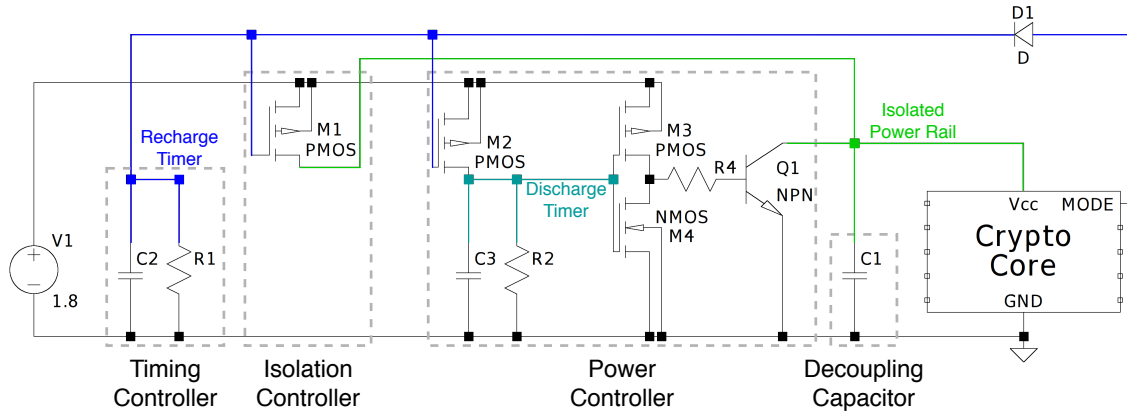 D1
D
M1
PMOS
M2
PMOS
M3
PMOS
Isolated
Power Rail
Recharge
Timer
R4
Q1
NPN
Discharge
Timer
NMOS
M4
Vcc
MODE
Crypto
Core
GND
V1
1.8
C2
R1
C3
R2
C1
Timing
Controller
Isolation
Controller
Power
Controller
Decoupling
Capacitor